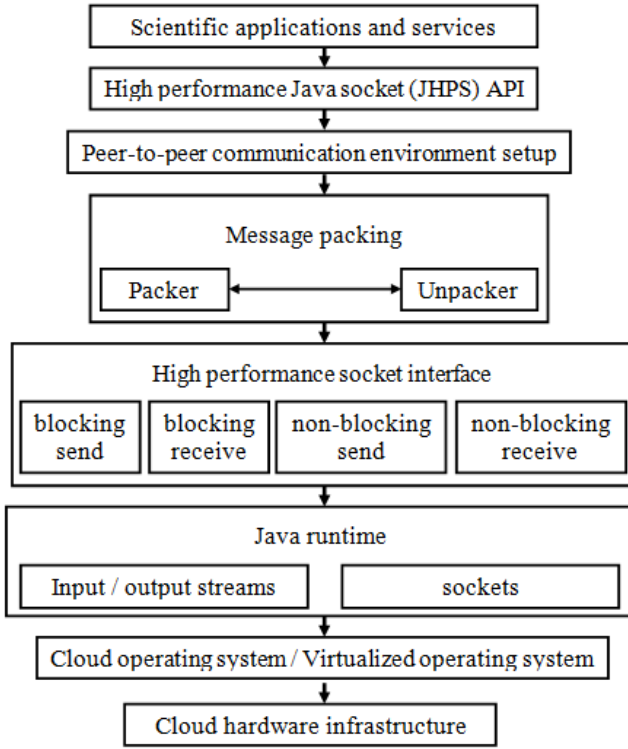 Scientific applications and services
High performance Java socket (JHPS) API
Peer-to-peer communication environment setup
Message packing
Packer
Unpacker
High performance socket interface
blocking
send
blocking
receive
non-blocking
send
non-blocking
receive
Java runtime
Input / output streams
sockets
Cloud operating system / Virtualized operating system
Cloud hardware infrastructure